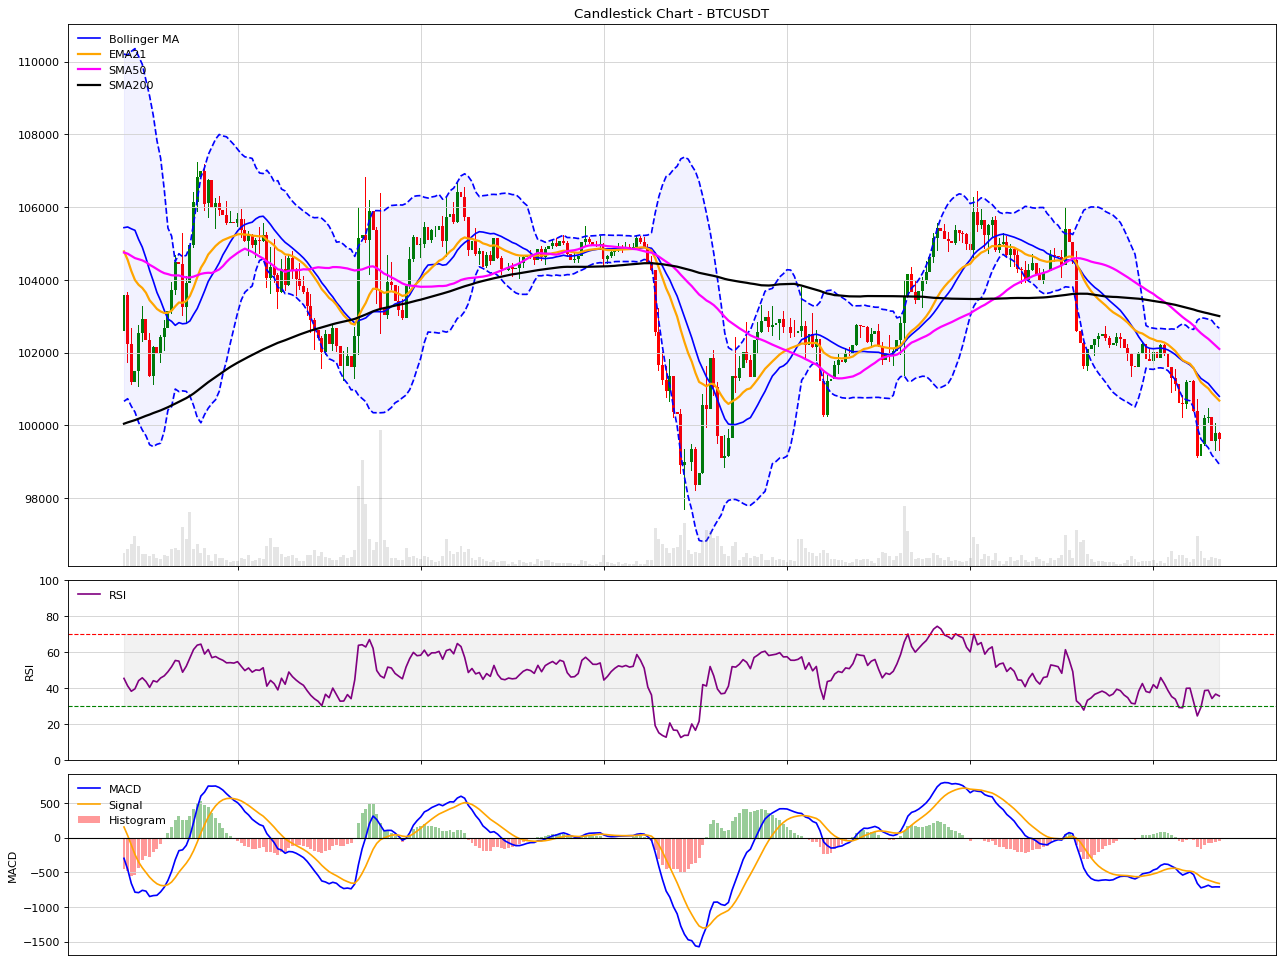 Candlestick Chart - BTCUSDT
Bollinger MA
EMA21
SMA50
SMA200
110000
108000
106000
104000
102000
100000
98000
RSI
100
80
60
40
20
0
RSI
MACD
Signal
Histogram
500
0
−500
−1000
−1500
MACD